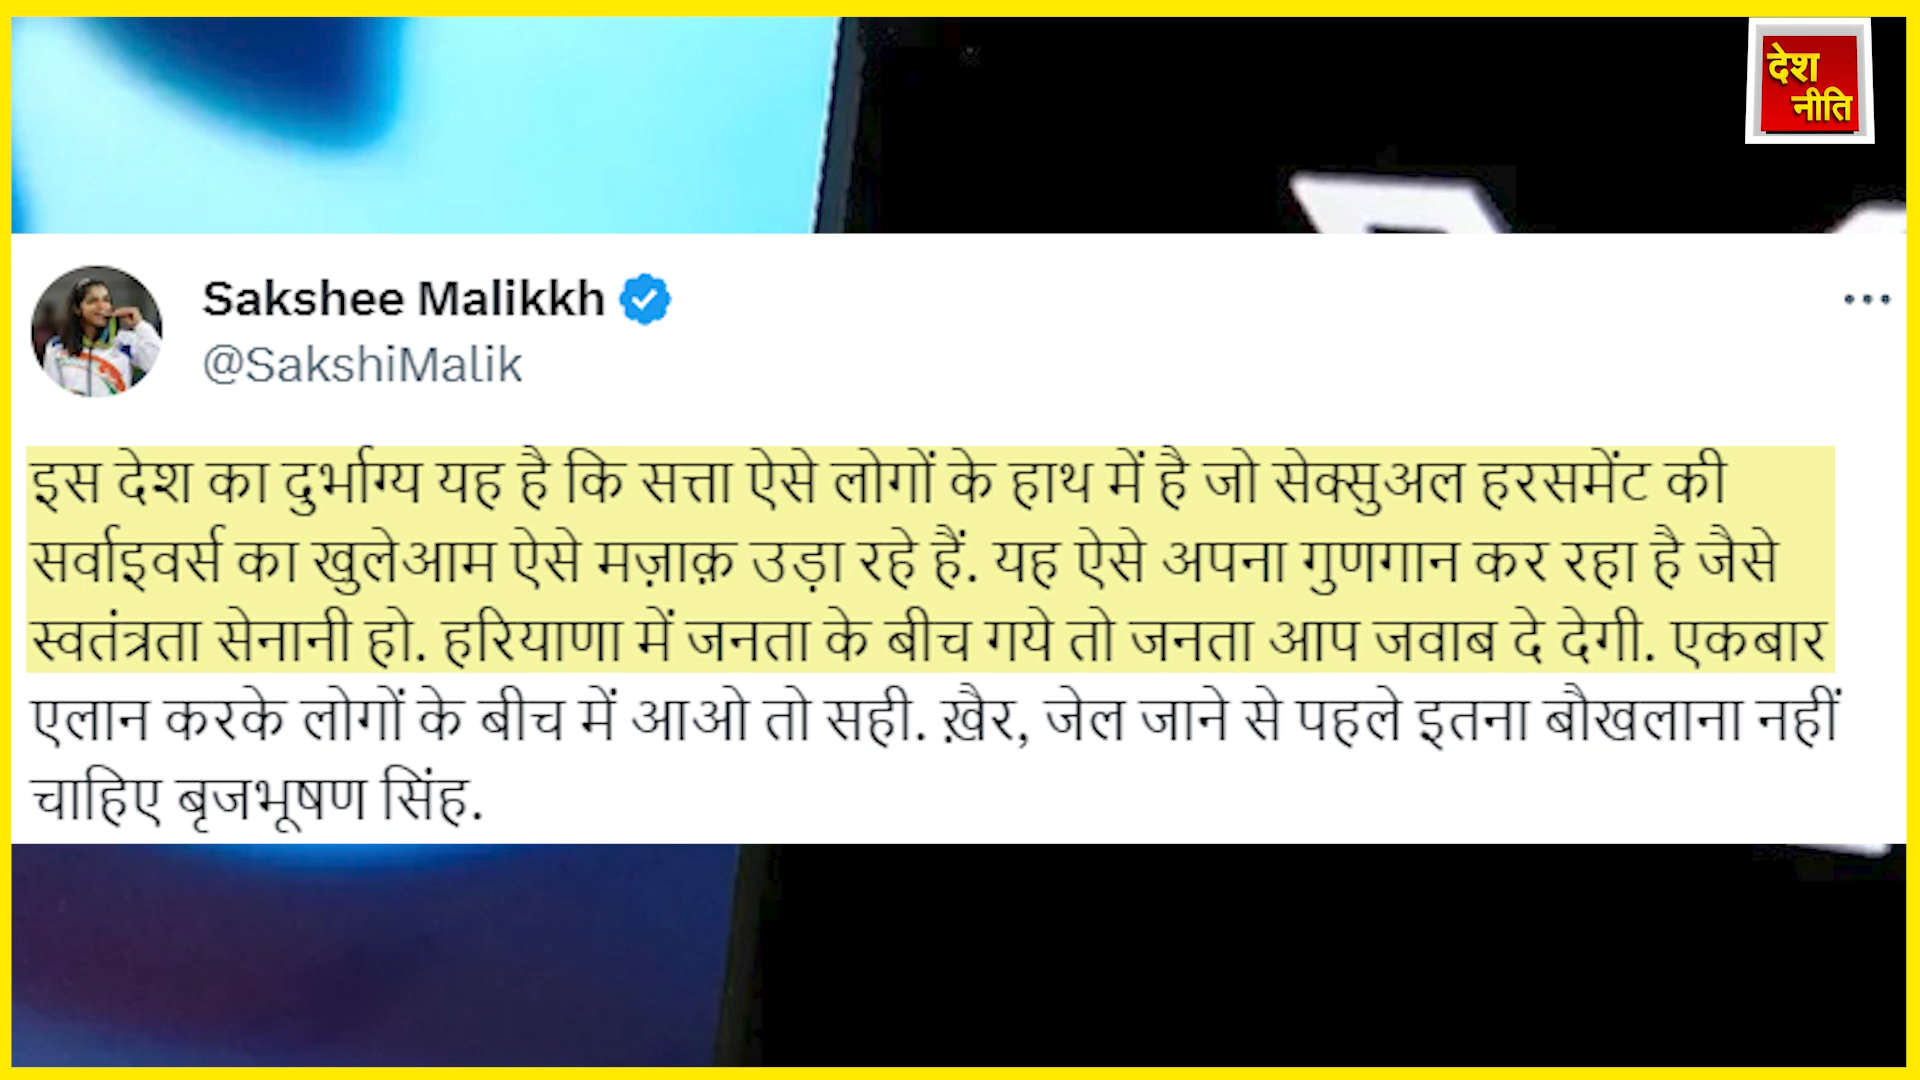 देश
नीति
Sakshee Malikkh
@SakshiMalik
इस देश का दुर्भाग्य यह है कि सत्ता ऐसे लोगों के हाथ में है जो सेक्सुअल हरसमेंट की
सर्वाइवर्स का खुलेआम ऐसे मज़ाक़ उड़ा रहे हैं. यह ऐसे अपना गुणगान कर रहा है जैसे
स्वतंत्रता सेनानी हो. हरियाणा में जनता के बीच गये तो जनता आप जवाब दे देगी. एकबार
एलान करके लोगों के बीच में आओ तो सही. ख़ैर, जेल जाने से पहले इतना बौखलाना नहीं
चाहिए बृजभूषण सिंह.